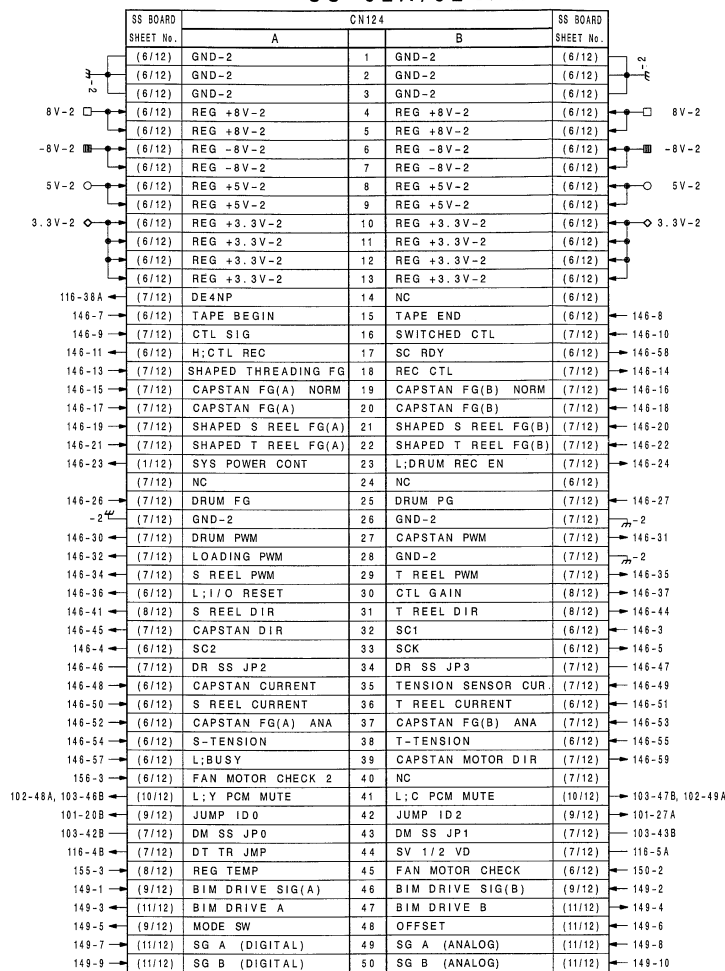 SS BOARD CN124 SS BOARD
SHEET No. A B SHEET No.
(6/12) GND-2 1 GND-2 (6/12)
-2 (6/12) GND-2 2 GND-2 (6/12) -2
(6/12) GND-2 3 GND-2 (6/12)
8V-2 (6/12) REG +8V-2 4 REG +8V-2 (6/12) 8V-2
(6/12) REG +8V-2 5 REG +8V-2 (6/12)
-8V-2 (6/12) REG -8V-2 6 REG -8V-2 (6/12) -8V-2
(6/12) REG -8V-2 7 REG -8V-2 (6/12)
5V-2 (6/12) REG +5V-2 8 REG +5V-2 (6/12) 5V-2
(6/12) REG +5V-2 9 REG +5V-2 (6/12)
3.3V-2 (6/12) REG +3.3V-2 10 REG +3.3V-2 (6/12) 3.3V-2
(6/12) REG +3.3V-2 11 REG +3.3V-2 (6/12)
(6/12) REG +3.3V-2 12 REG +3.3V-2 (6/12)
(6/12) REG +3.3V-2 13 REG +3.3V-2 (6/12)
116-38A (7/12) DE4NP 14 NC (6/12)
146-7 (6/12) TAPE BEGIN 15 TAPE END (6/12) 146-8
146-9 (7/12) CTL SIG 16 SWITCHED CTL (7/12) 146-10
146-11 (6/12) H;CTL REC 17 SC RDY (6/12) 146-58
146-13 (7/12) SHAPED THREADING FG 18 REC CTL (7/12) 146-14
146-15 (7/12) CAPSTAN FG(A) NORM 19 CAPSTAN FG(B) NORM (7/12) 146-16
146-17 (7/12) CAPSTAN FG(A) 20 CAPSTAN FG(B) (7/12) 146-18
146-19 (7/12) SHAPED S REEL FG(A) 21 SHAPED S REEL FG(B) (7/12) 146-20
146-21 (7/12) SHAPED T REEL FG(A) 22 SHAPED T REEL FG(B) (7/12) 146-22
146-23 (1/12) SYS POWER CONT 23 L;DRUM REC EN (7/12) 146-24
(7/12) NC 24 NC (6/12)
146-26 (7/12) DRUM FG 25 DRUM PG (7/12) 146-27
-2 (7/12) GND-2 26 GND-2 (7/12) -2
146-30 (7/12) DRUM PWM 27 CAPSTAN PWM (7/12) 146-31
146-32 (7/12) LOADING PWM 28 GND-2 (7/12) -2
146-34 (7/12) S REEL PWM 29 T REEL PWM (7/12) 146-35
146-36 (6/12) L;I/O RESET 30 CTL GAIN (8/12) 146-37
146-41 (8/12) S REEL DIR 31 T REEL DIR (8/12) 146-44
146-45 (7/12) CAPSTAN DIR 32 SC1 (6/12) 146-3
146-4 (6/12) SC2 33 SCK (6/12) 146-5
146-46 (7/12) DR SS JP2 34 DR SS JP3 (7/12) 146-47
146-48 (6/12) CAPSTAN CURRENT 35 TENSION SENSOR CUR. (7/12) 146-49
146-50 (6/12) S REEL CURRENT 36 T REEL CURRENT (6/12) 146-51
146-52 (6/12) CAPSTAN FG(A) ANA 37 CAPSTAN FG(B) ANA (7/12) 146-53
146-54 (6/12) S-TENSION 38 T-TENSION (6/12) 146-55
146-57 (6/12) L;BUSY 39 CAPSTAN MOTOR DIR (7/12) 146-59
156-3 (6/12) FAN MOTOR CHECK 2 40 NC (7/12)
102-48A, 103-46B (10/12) L;Y PCM MUTE 41 L;C PCM MUTE (10/12) 103-47B, 102-49A
101-20B (9/12) JUMP ID0 42 JUMP ID2 (9/12) 101-27A
103-42B (7/12) DM SS JP0 43 DM SS JP1 (7/12) 103-43B
116-4B (7/12) DT TR JMP 44 SV 1/2 VD (7/12) 116-5A
155-3 (8/12) REG TEMP 45 FAN MOTOR CHECK (6/12) 150-2
149-1 (9/12) BIM DRIVE SIG(A) 46 BIM DRIVE SIG(B) (9/12) 149-2
149-3 (11/12) BIM DRIVE A 47 BIM DRIVE B (11/12) 149-4
149-5 (9/12) MODE SW 48 OFFSET (11/12) 149-6
149-7 (11/12) SG A (DIGITAL) 49 SG A (ANALOG) (11/12) 149-8
149-9 (11/12) SG B (DIGITAL) 50 SG B (ANALOG) (11/12) 149-10